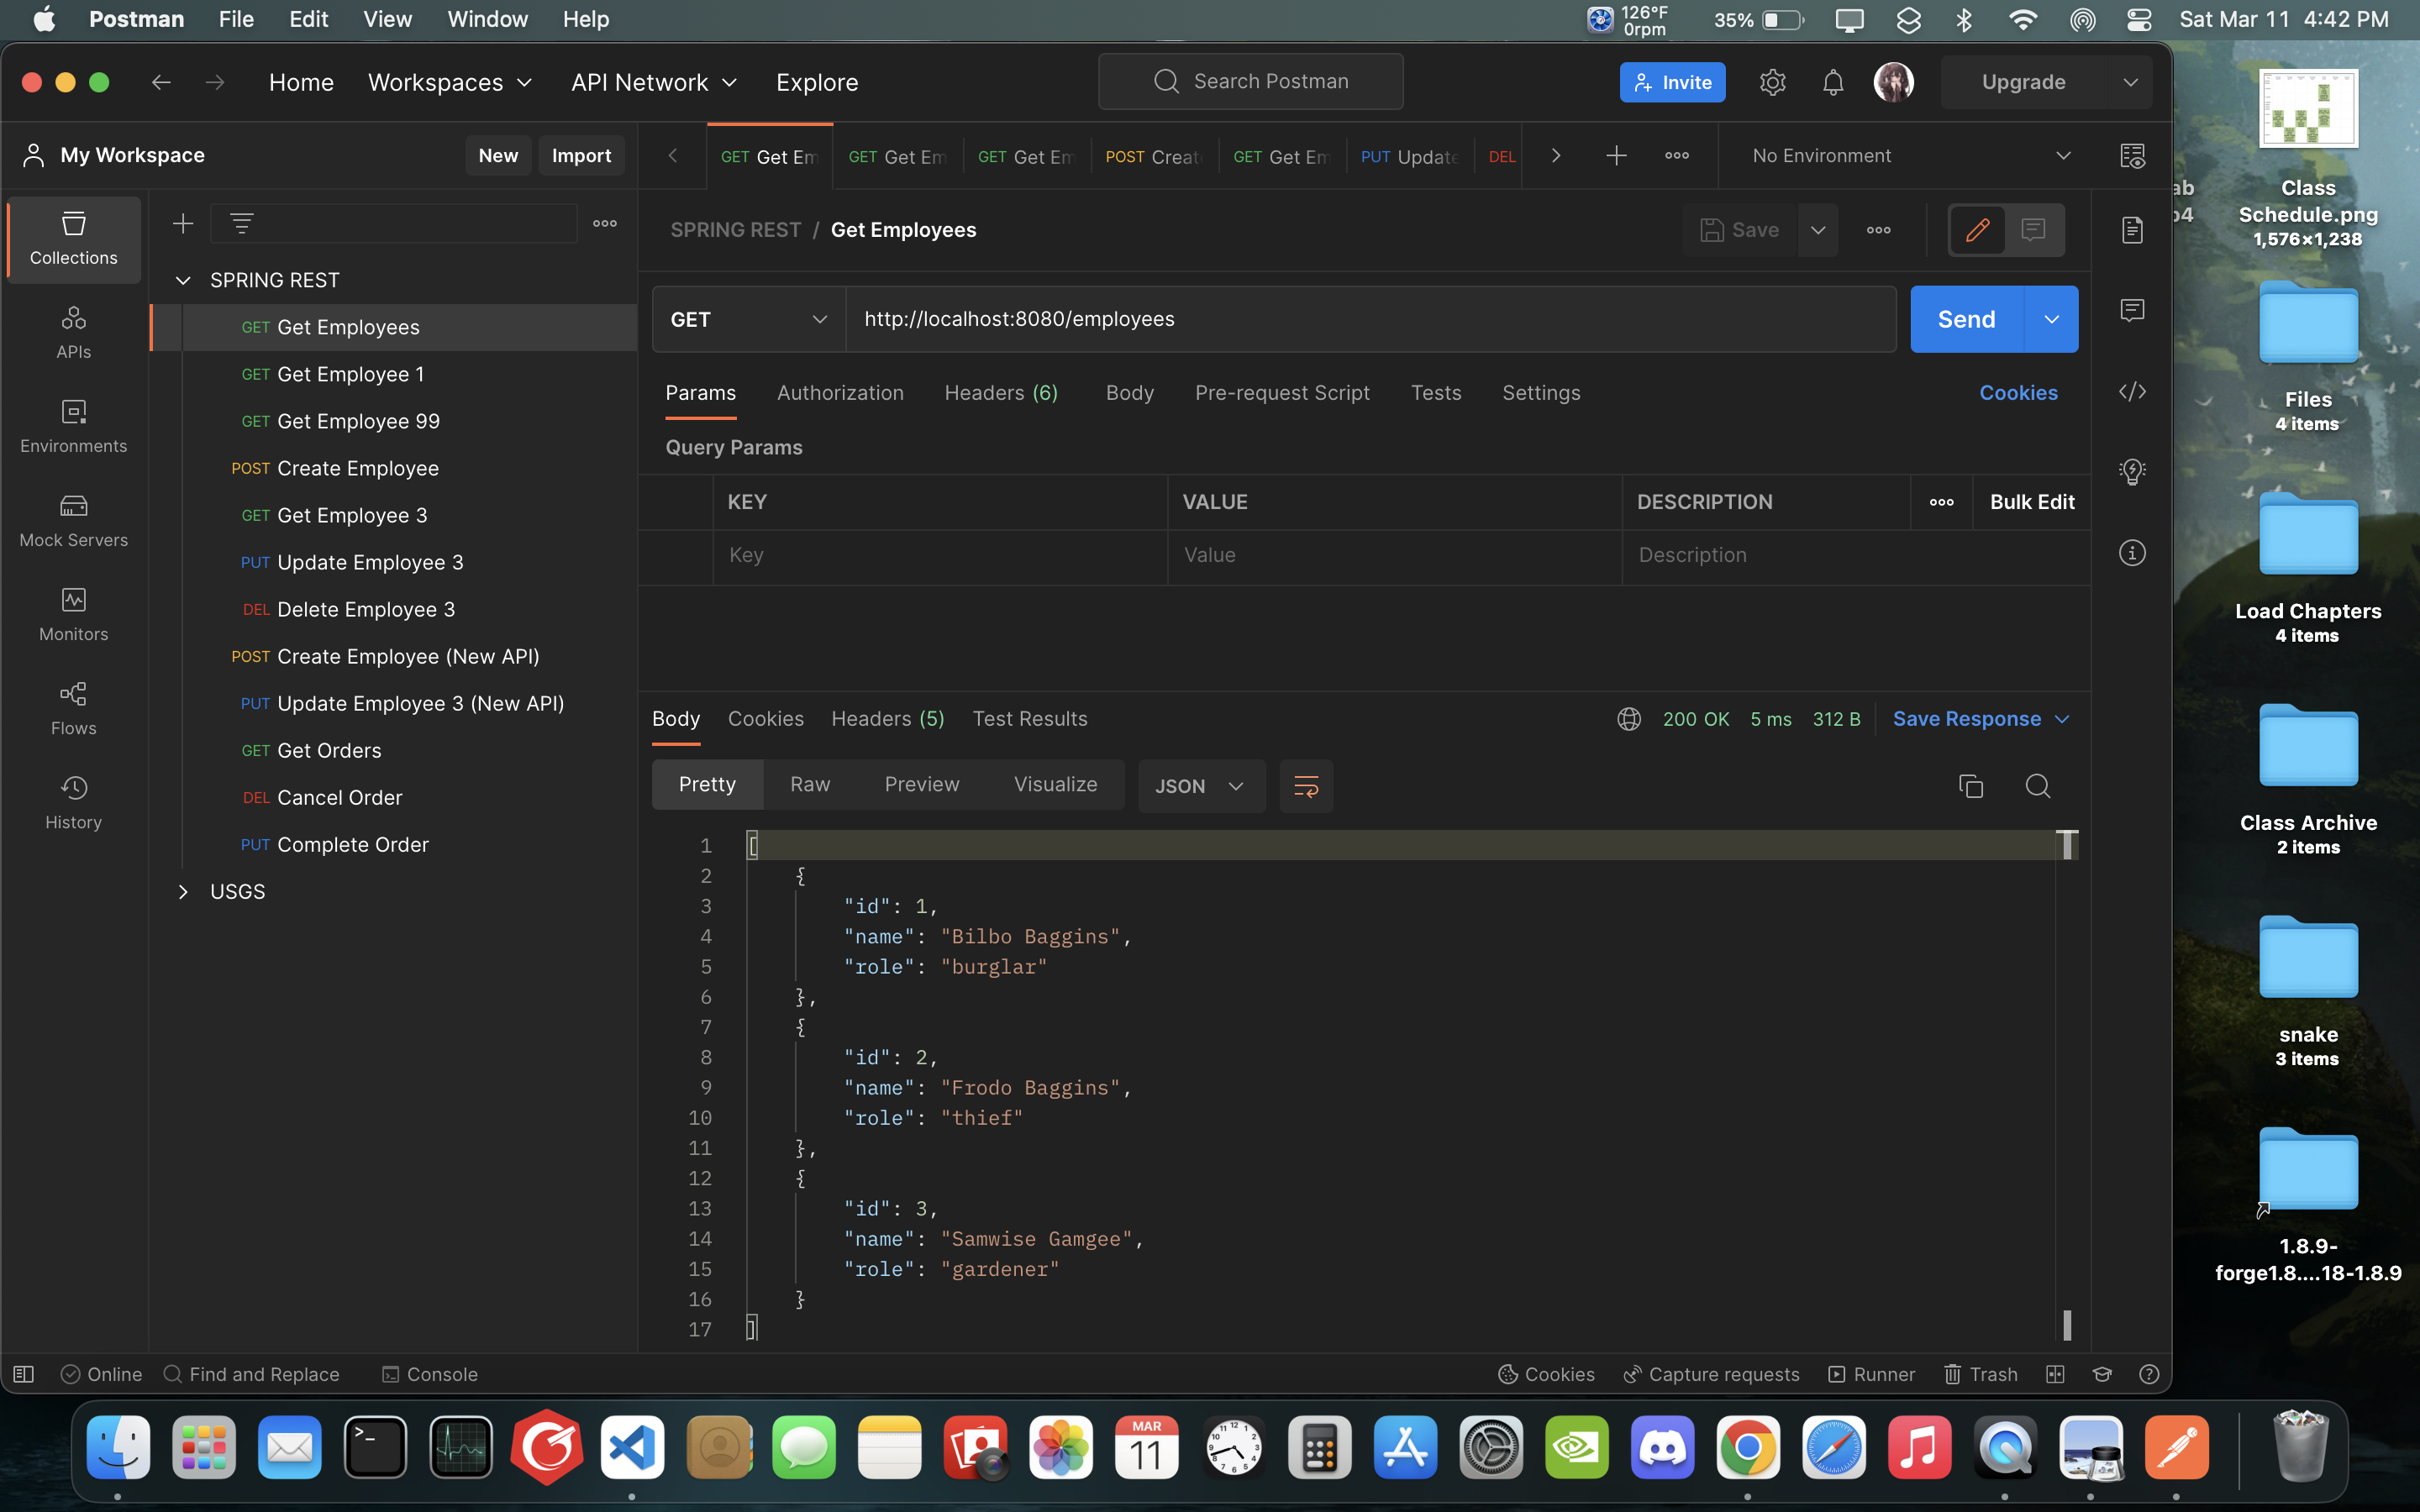 Postman File Edit View Window Help
126°F
0rpm
35%
Sat Mar 11 4:42 PM
Home Workspaces API Network Explore
Search Postman
Invite
Upgrade
My Workspace
New Import
GET Get Em GET Get Em GET Get Em POST Creat GET Get Em PUT Update DEL
No Environment
Collections
APIs
Environments
Mock Servers
Monitors
Flows
History
SPRING REST
GET Get Employees
GET Get Employee 1
GET Get Employee 99
POST Create Employee
GET Get Employee 3
PUT Update Employee 3
DEL Delete Employee 3
POST Create Employee (New API)
PUT Update Employee 3 (New API)
GET Get Orders
DEL Cancel Order
PUT Complete Order
USGS
SPRING REST / Get Employees
Save
GET http://localhost:8080/employees
Send
Params Authorization Headers (6) Body Pre-request Script Tests Settings Cookies
Query Params
KEY VALUE DESCRIPTION Bulk Edit
Key Value Description
Body Cookies Headers (5) Test Results
200 OK 5 ms 312 B Save Response
Pretty Raw Preview Visualize JSON
1 [
2 {
3 "id": 1,
4 "name": "Bilbo Baggins",
5 "role": "burglar"
6 },
7 {
8 "id": 2,
9 "name": "Frodo Baggins",
10 "role": "thief"
11 },
12 {
13 "id": 3,
14 "name": "Samwise Gamgee",
15 "role": "gardener"
16 }
17 ]
Online Find and Replace Console
Cookies Capture requests Runner Trash
ab
o4
Class
Schedule.png
1,576×1,238
Files
4 items
Load Chapters
4 items
Class Archive
2 items
snake
3 items
1.8.9-
forge1.8....18-1.8.9
MAR
11